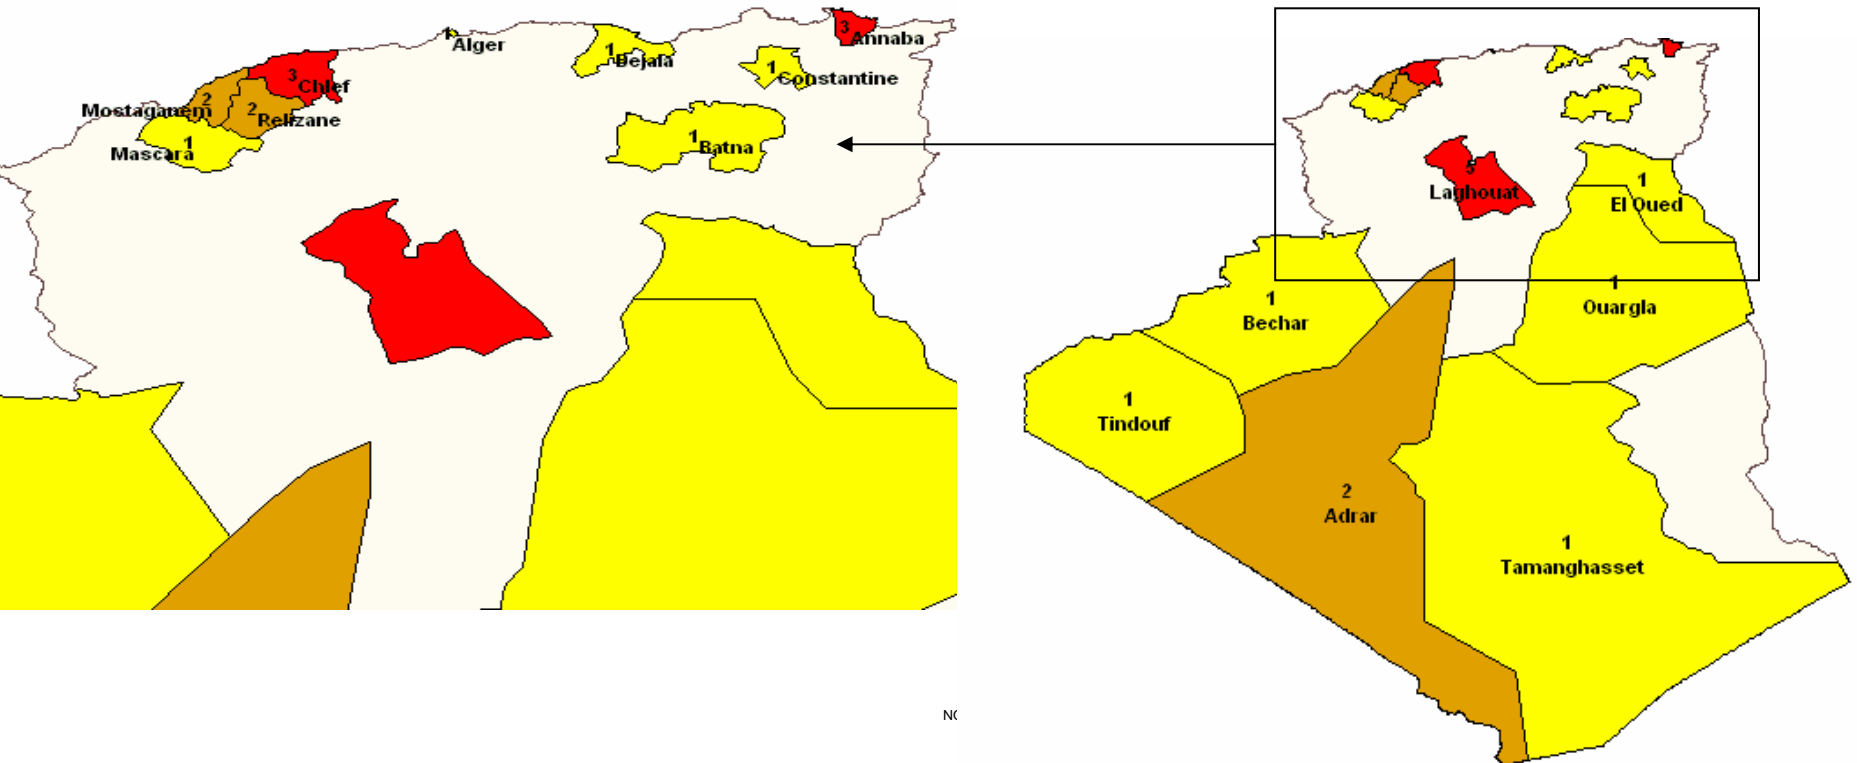 1
Alger
3
Annaba
1
Bejaia
1
Constantine
3
Chlef
2
Mostaganem
2
Relizane
1
Mascara
1
Batna
5
Laghouat
1
El Oued
1
Ouargla
1
Bechar
1
Tindouf
2
Adrar
1
Tamanghasset